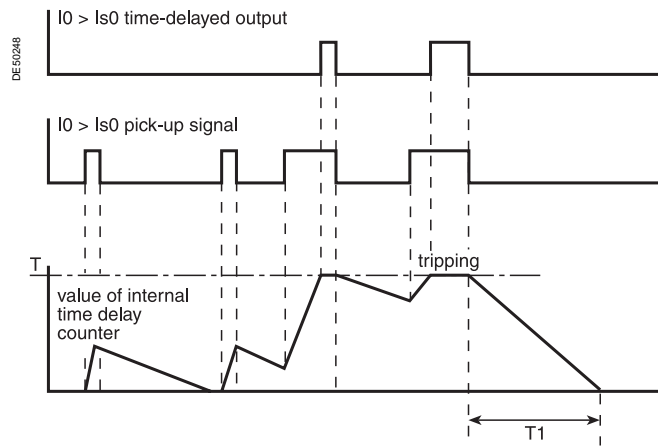 DE50248
I0 > Is0 time-delayed output
I0 > Is0 pick-up signal
T
tripping
value of internal
time delay
counter
T1